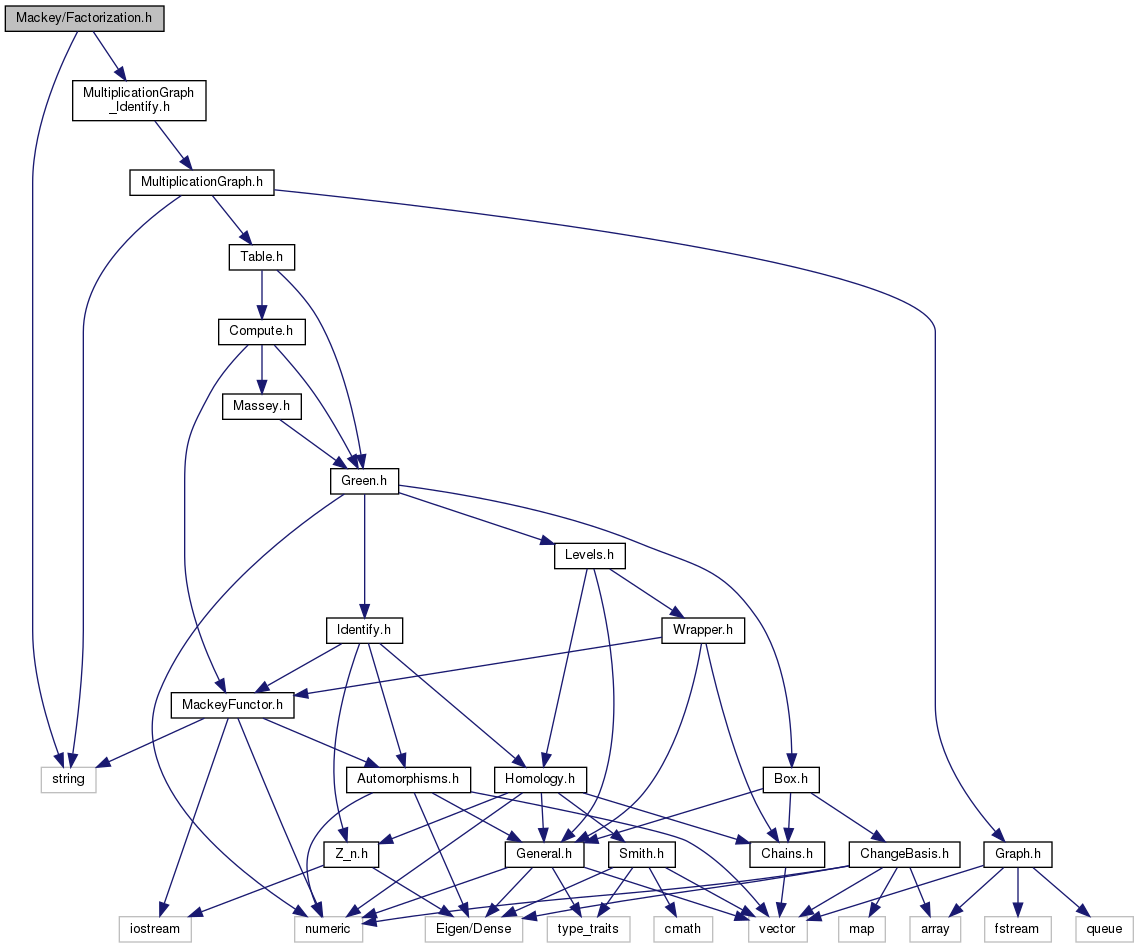 Mackey/Factorization.h
MultiplicationGraph
_Identify.h
MultiplicationGraph.h
Table.h
Compute.h
Massey.h
Green.h
Levels.h
Identify.h
Wrapper.h
MackeyFunctor.h
string
Automorphisms.h
Homology.h
Box.h
Z_n.h
General.h
Smith.h
Chains.h
ChangeBasis.h
Graph.h
iostream
numeric
Eigen/Dense
type_traits
cmath
vector
map
array
fstream
queue